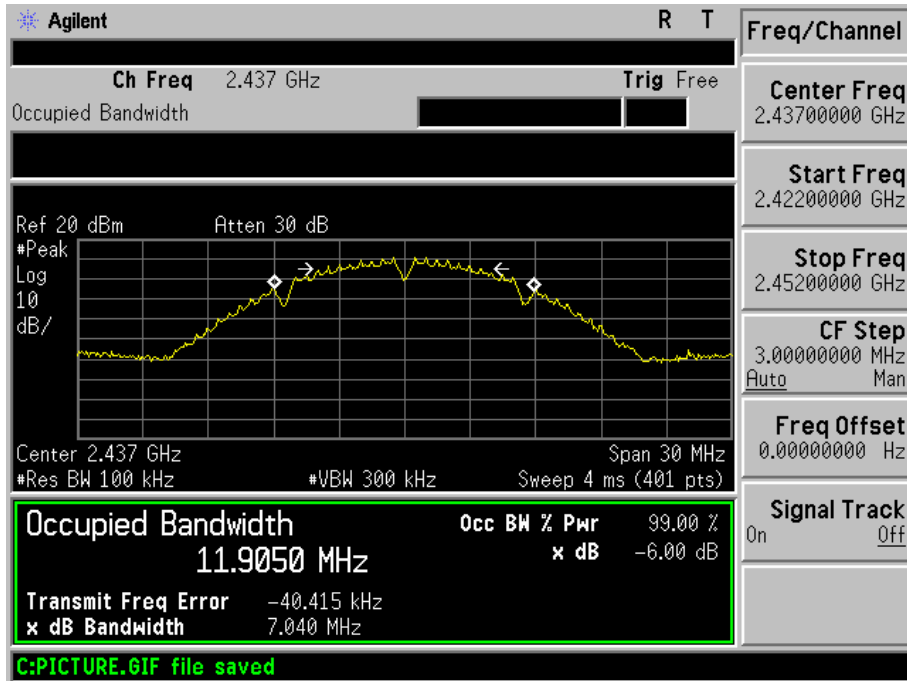 Agilent R T
Freq/Channel
Ch Freq 2.437 GHz Trig Free
Occupied Bandwidth
Center Freq
2.43700000 GHz
Start Freq
2.42200000 GHz
Stop Freq
2.45200000 GHz
CF Step
3.00000000 MHz
Auto Man
Freq Offset
0.00000000 Hz
Signal Track
On Off
Ref 20 dBm Atten 30 dB
#Peak
Log
10
dB/
Center 2.437 GHz Span 30 MHz
#Res BW 100 kHz #VBW 300 kHz Sweep 4 ms (401 pts)
Occupied Bandwidth Occ BW % Pwr 99.00 %
11.9050 MHz x dB -6.00 dB
Transmit Freq Error -40.415 kHz
x dB Bandwidth 7.040 MHz
C:PICTURE.GIF file saved